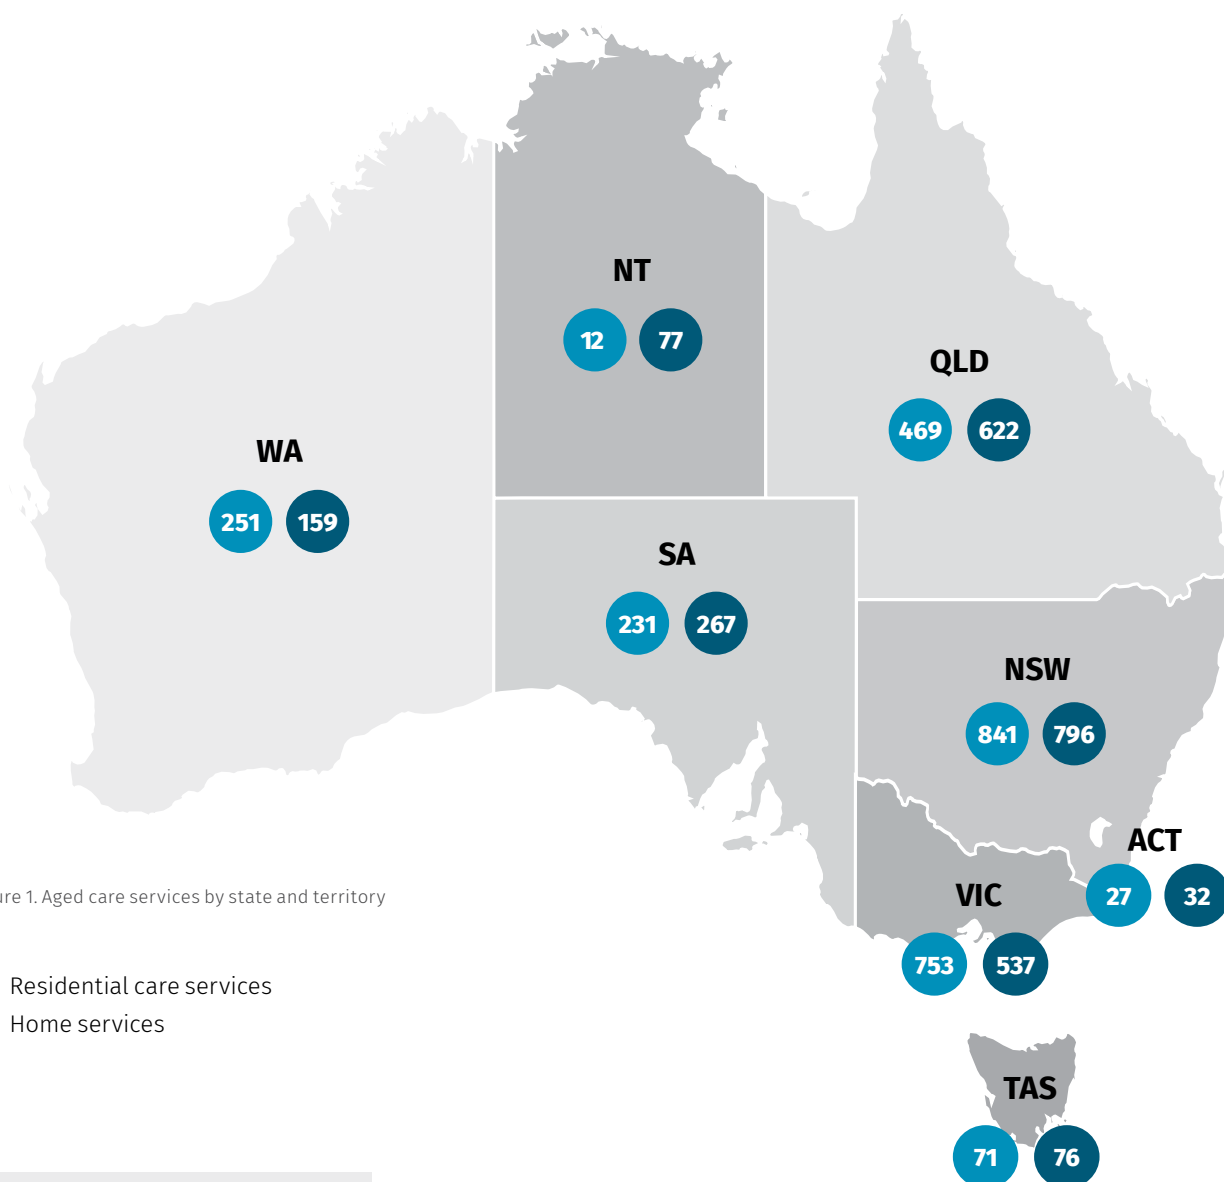 NT
12 77
QLD
469 622
WA
251 159
SA
231 267
NSW
841 796
ACT
27 32
VIC
753 537
ure 1. Aged care services by state and territory
Residential care services
Home services
TAS
71 76